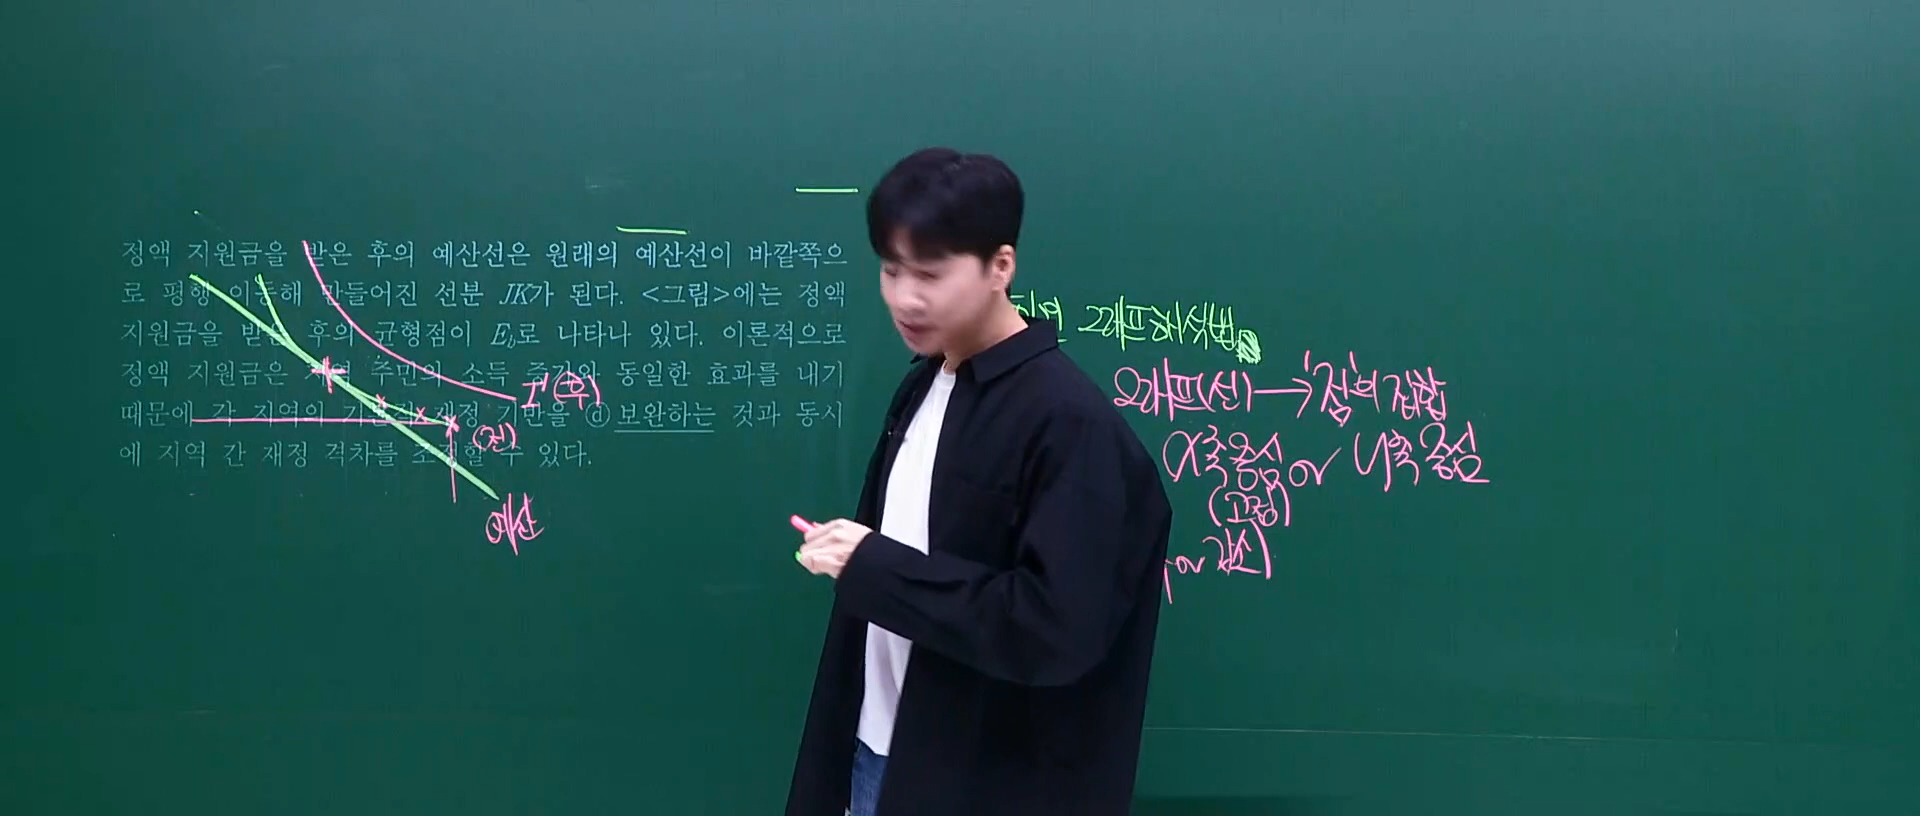 정액 지원금을 받은 후의 예산선은 원래의 예산선이 바깥쪽으
로 평행 이동해 만들어진 선분 JK가 된다. <그림>에는 정액
지원금을 받은 후의 균형점이 E_b로 나타나 있다. 이론적으로
정액 지원금은 지역 주민의 소득 증가와 동일한 효과를 내기
때문에 각 지역의 재정 기반을 ⓓ 보완하는 것과 동시
에 지역 간 재정 격차를 조정할 수 있다.
I' (후)
(전)
예산
그래프해석법
그래프(선) → '점'의 집합
x축 중심 or y축 중심
(고정)
or 감소)